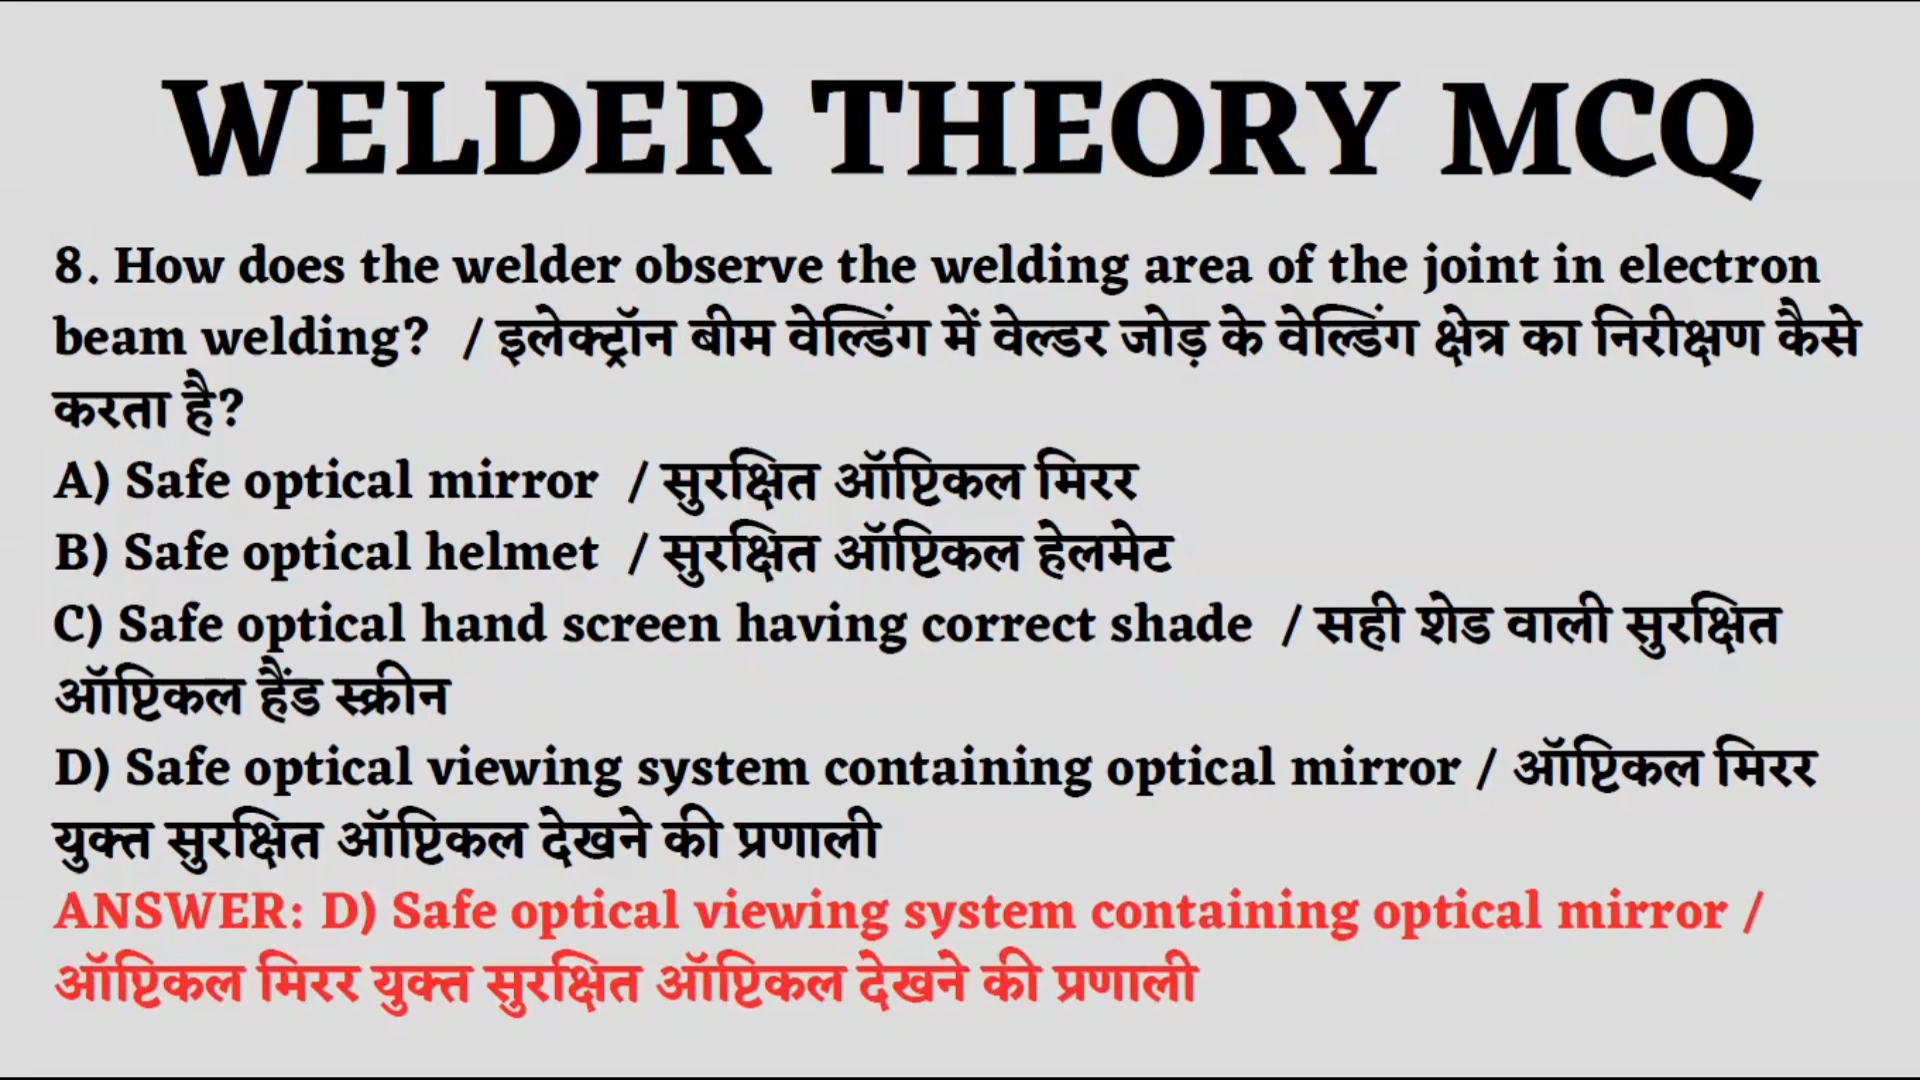 WELDER THEORY MCQ
8. How does the welder observe the welding area of the joint in electron
beam welding? / इलेक्ट्रॉन बीम वेल्डिंग में वेल्डर जोड़ के वेल्डिंग क्षेत्र का निरीक्षण कैसे
करता है?
A) Safe optical mirror / सुरक्षित ऑप्टिकल मिरर
B) Safe optical helmet / सुरक्षित ऑप्टिकल हेलमेट
C) Safe optical hand screen having correct shade / सही शेड वाली सुरक्षित
ऑप्टिकल हैंड स्क्रीन
D) Safe optical viewing system containing optical mirror / ऑप्टिकल मिरर
युक्त सुरक्षित ऑप्टिकल देखने की प्रणाली
ANSWER: D) Safe optical viewing system containing optical mirror /
ऑप्टिकल मिरर युक्त सुरक्षित ऑप्टिकल देखने की प्रणाली